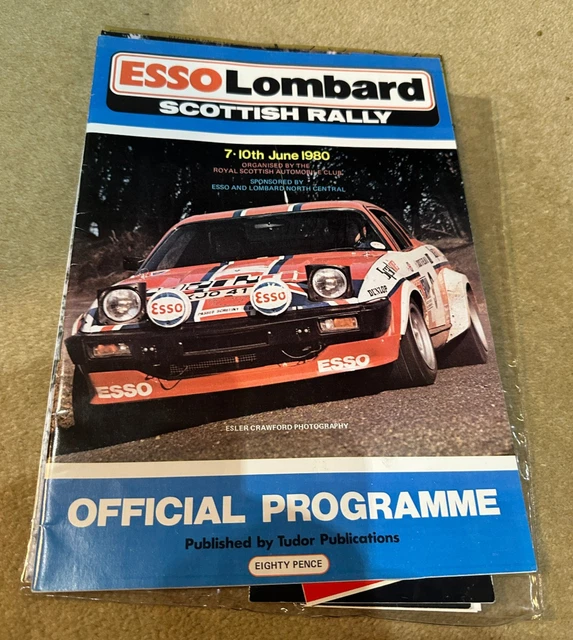 ESSO Lombard
SCOTTISH RALLY
7-10th June 1980
ORGANISED BY THE
ROYAL SCOTTISH AUTOMOBILE CLUB
SPONSORED BY
ESSO AND LOMBARD NORTH CENTRAL
DUNLOP
ESSO
ESSO
ESSO
ESSO
ESLER CRAWFORD PHOTOGRAPHY
OFFICIAL PROGRAMME
Published by Tudor Publications
EIGHTY PENCE